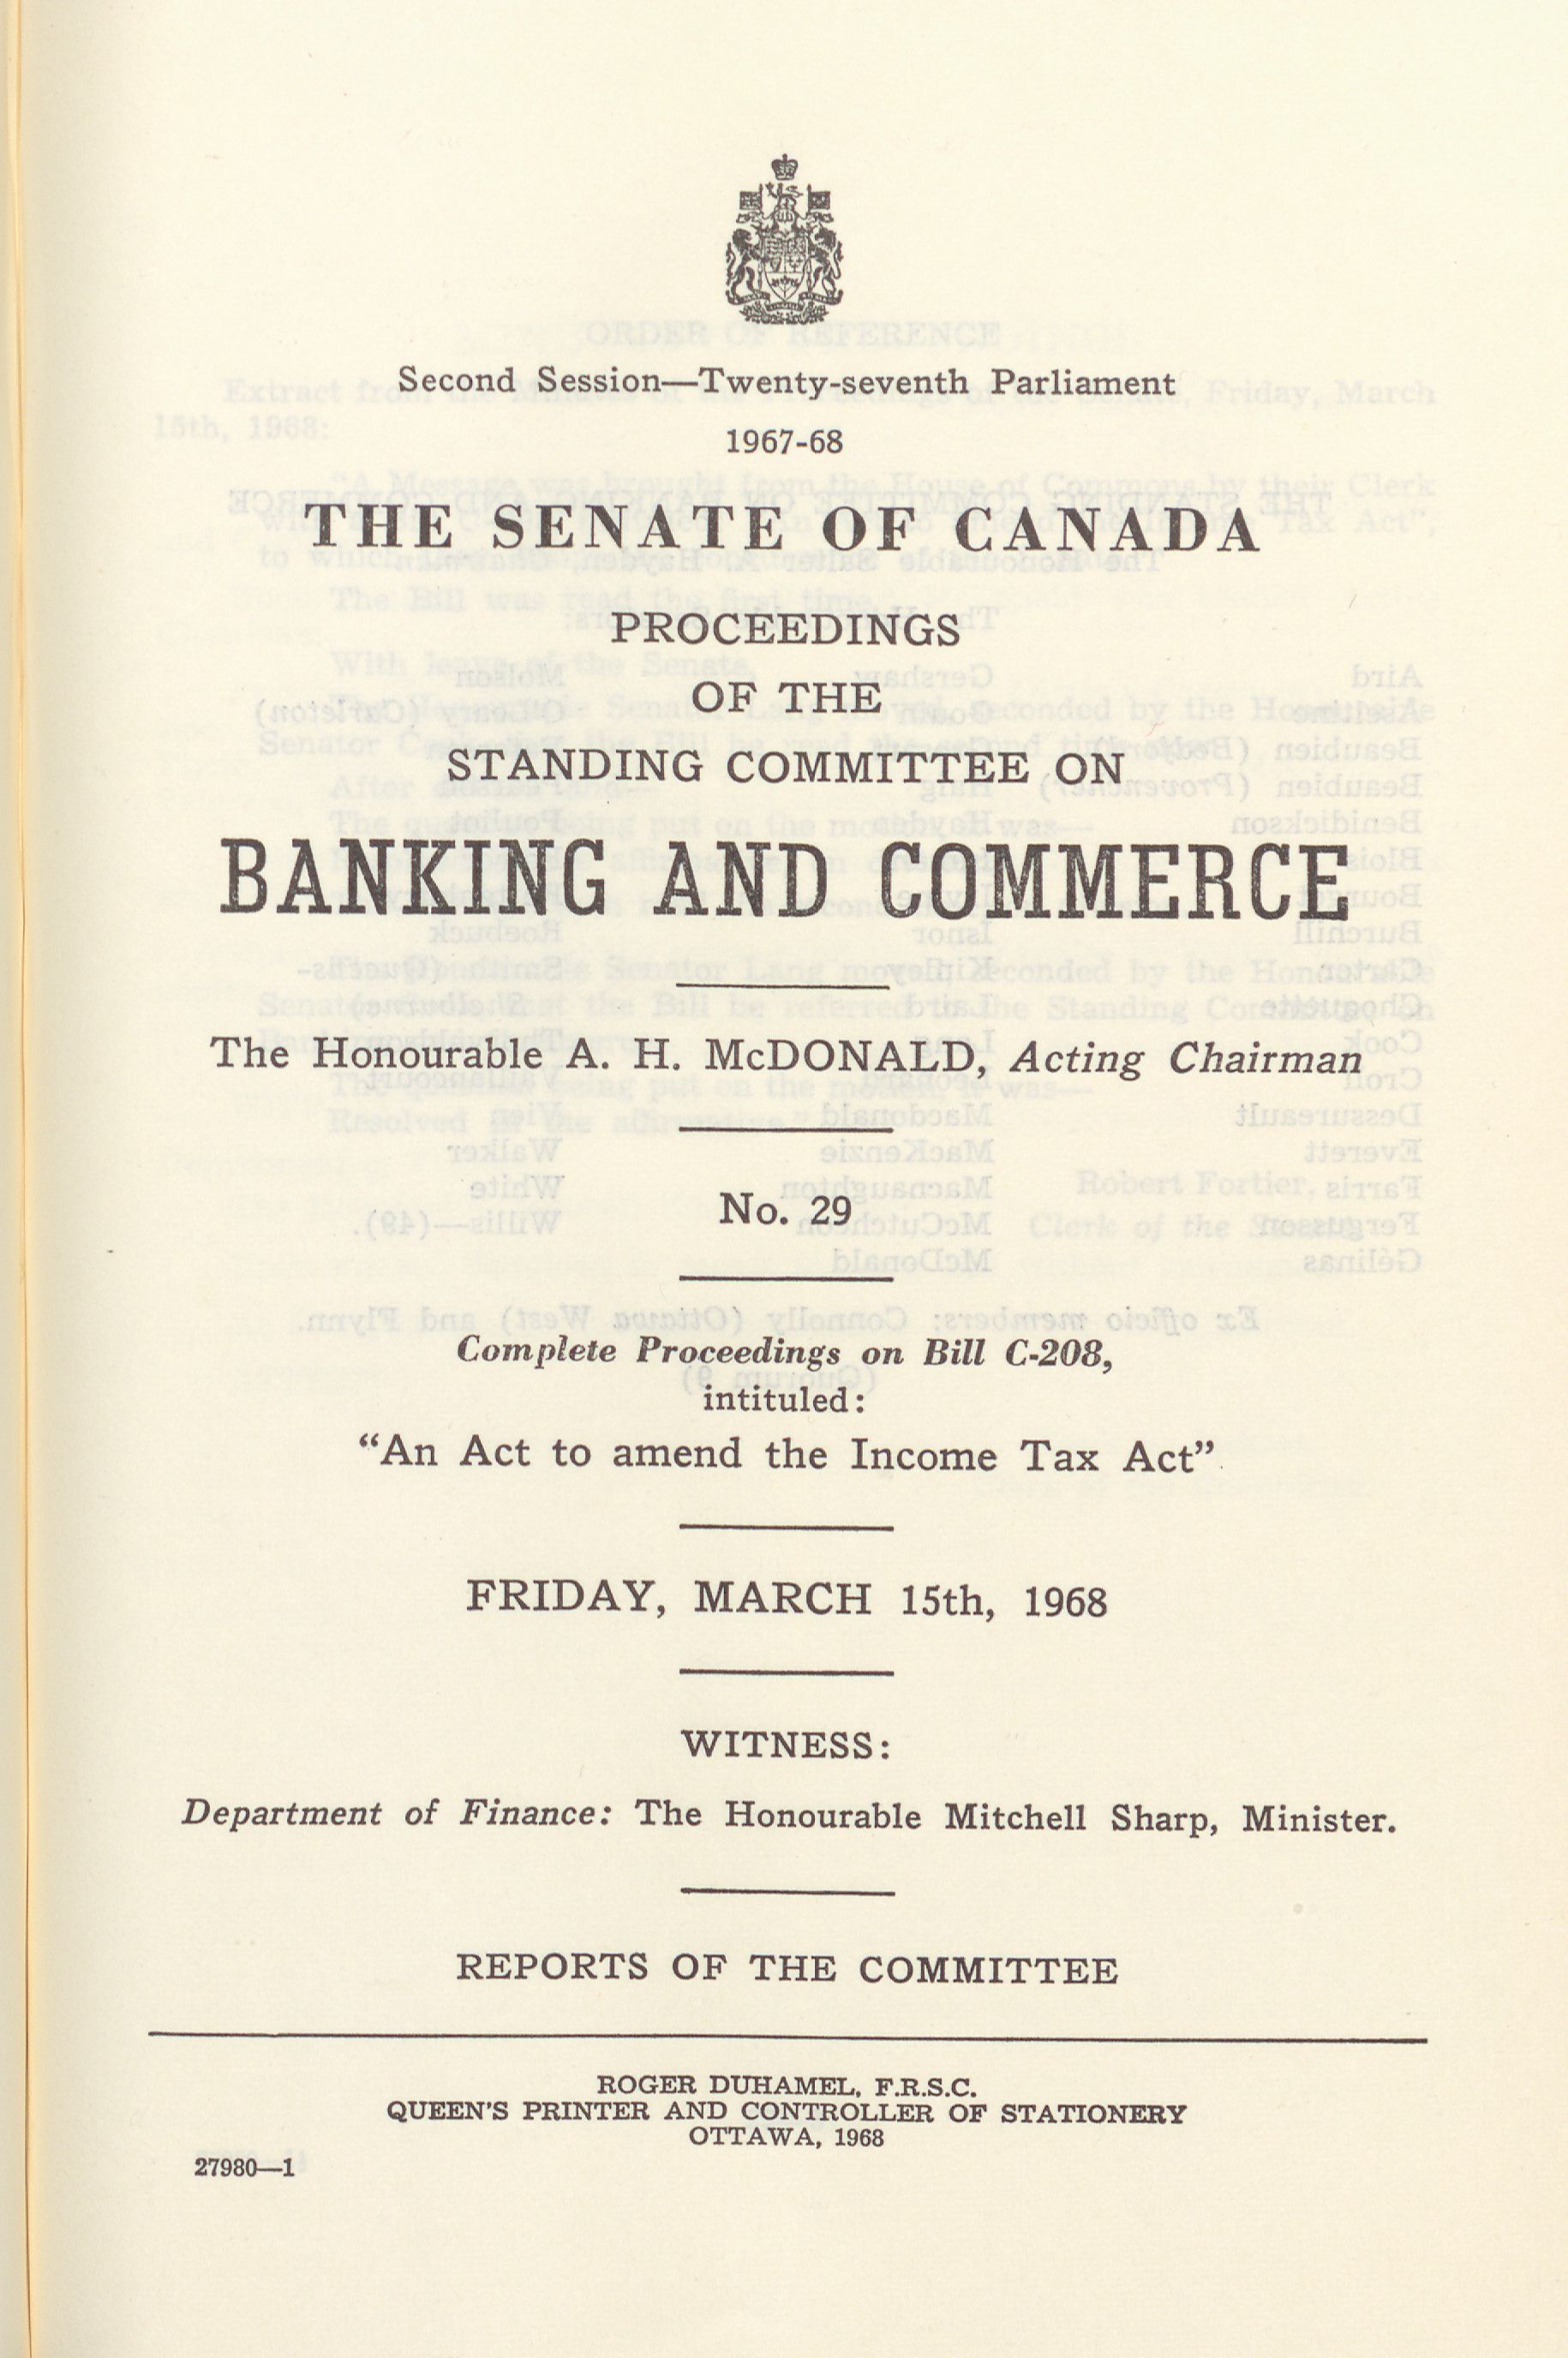 Second Session—Twenty-seventh Parliament
1967-68
THE SENATE OF CANADA
PROCEEDINGS
OF THE
STANDING COMMITTEE ON
BANKING AND COMMERCE
The Honourable A. H. McDONALD, Acting Chairman
No. 29
Complete Proceedings on Bill C-208,
intituled:
“An Act to amend the Income Tax Act”
FRIDAY, MARCH 15th, 1968
WITNESS:
Department of Finance: The Honourable Mitchell Sharp, Minister.
REPORTS OF THE COMMITTEE
ROGER DUHAMEL, F.R.S.C.
QUEEN'S PRINTER AND CONTROLLER OF STATIONERY
OTTAWA, 1968
27980—1